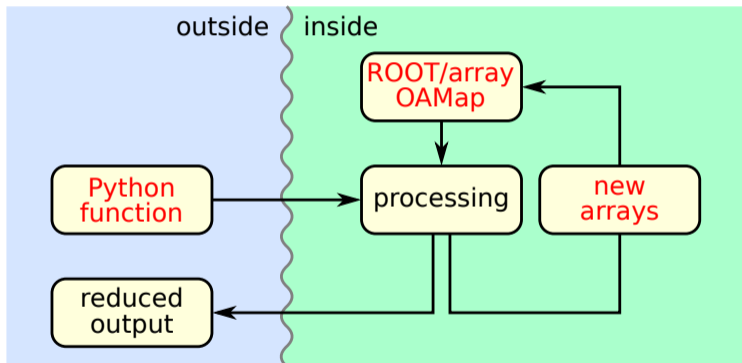 outside
inside
ROOT/array
OAMap
Python
function
processing
new
arrays
reduced
output